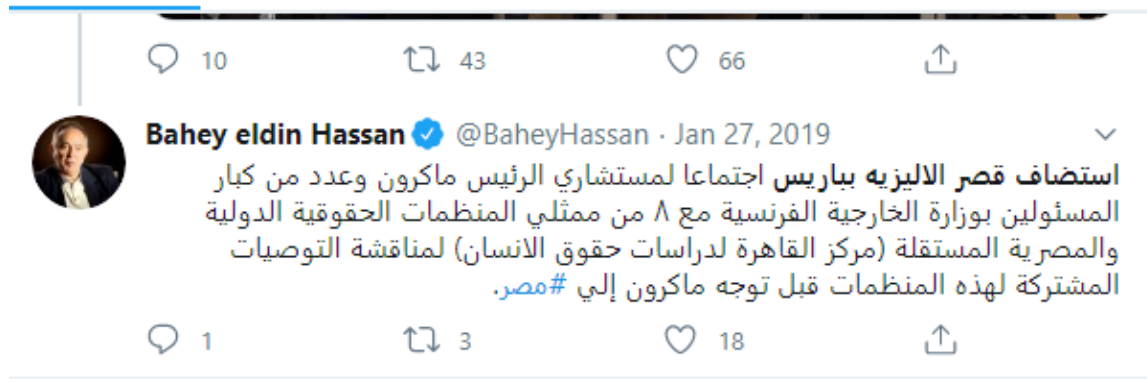 10 43 66
Bahey eldin Hassan @BaheyHassan · Jan 27, 2019
استضاف قصر الاليزيه بباريس اجتماعا لمستشاري الرئيس ماكرون وعدد من كبار
المسئولين بوزارة الخارجية الفرنسية مع ٨ من ممثلي المنظمات الحقوقية الدولية
والمصرية المستقلة (مركز القاهرة لدراسات حقوق الانسان) لمناقشة التوصيات
المشتركة لهذه المنظمات قبل توجه ماكرون إلي #مصر.
1 3 18